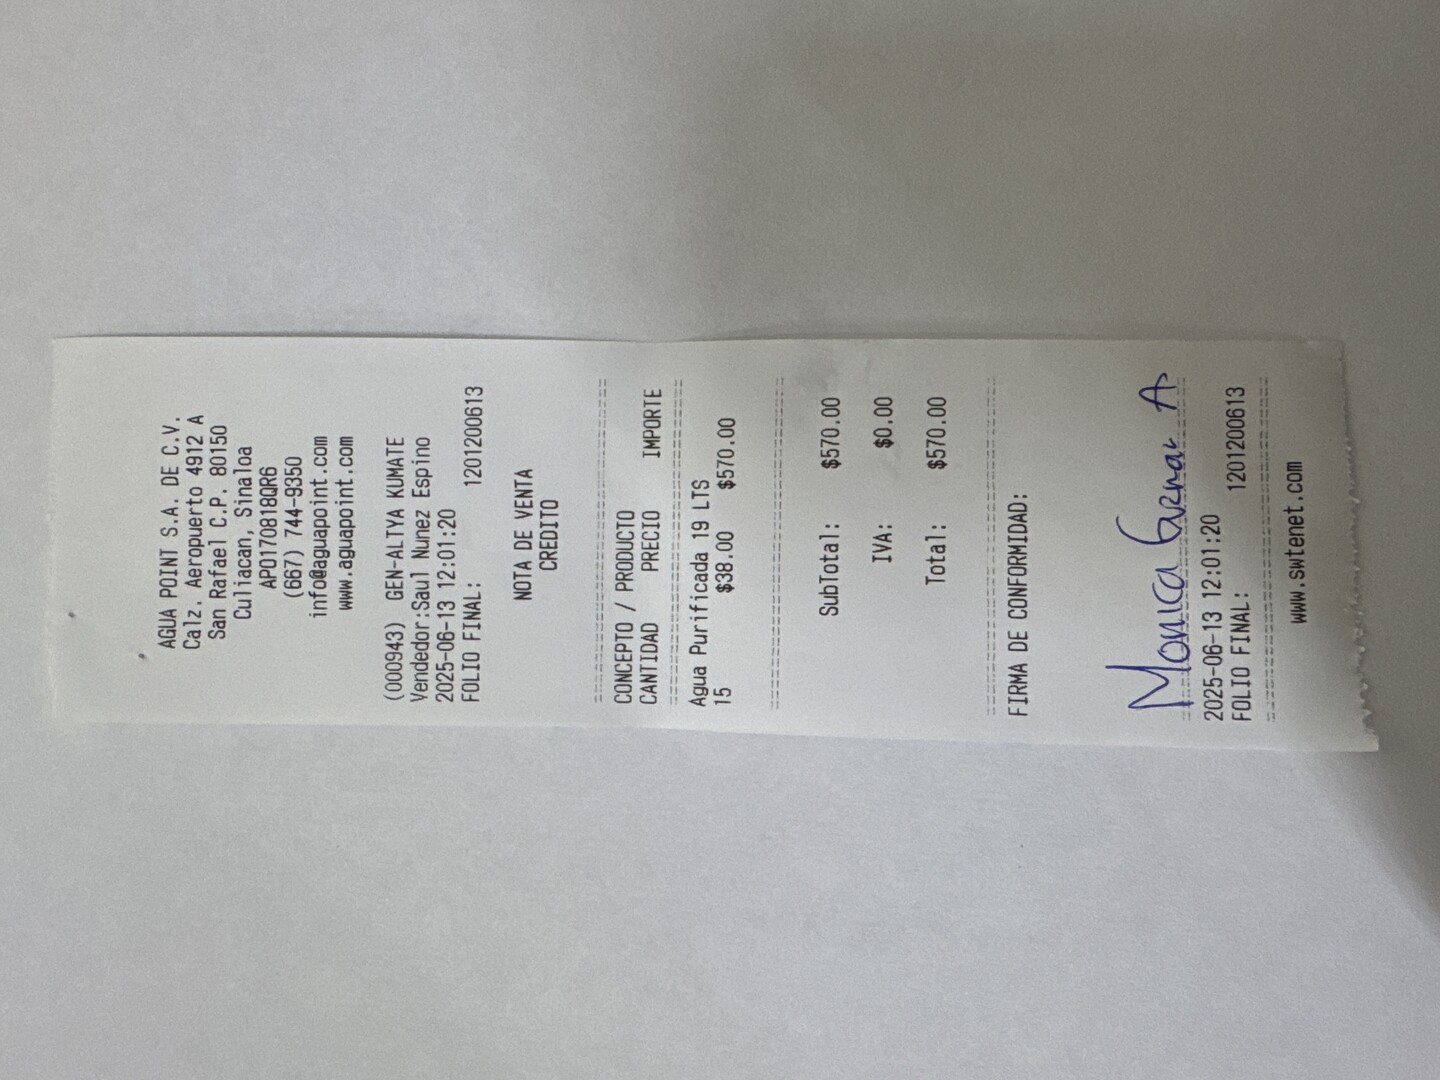 AGUA POINT S.A. DE C.V.
Calz. Aeropuerto 4912 A
San Rafael C.P. 80150
Culiacan, Sinaloa
APO170818QR6
(667) 744-9350
info@aguapoint.com
www.aguapoint.com
(000943) GEN-ALTYA KUMATE
Vendedor:Saul Nunez Espino
2025-06-13 12:01:20
FOLIO FINAL: 1201200613
NOTA DE VENTA
CREDITO
CONCEPTO / PRODUCTO
CANTIDAD PRECIO IMPORTE
Agua Purificada 19 LTS
15 $38.00 $570.00
SubTotal: $570.00
IVA: $0.00
Total: $570.00
FIRMA DE CONFORMIDAD:
Monica A
2025-06-13 12:01:20
FOLIO FINAL: 1201200613
www.swtenet.com